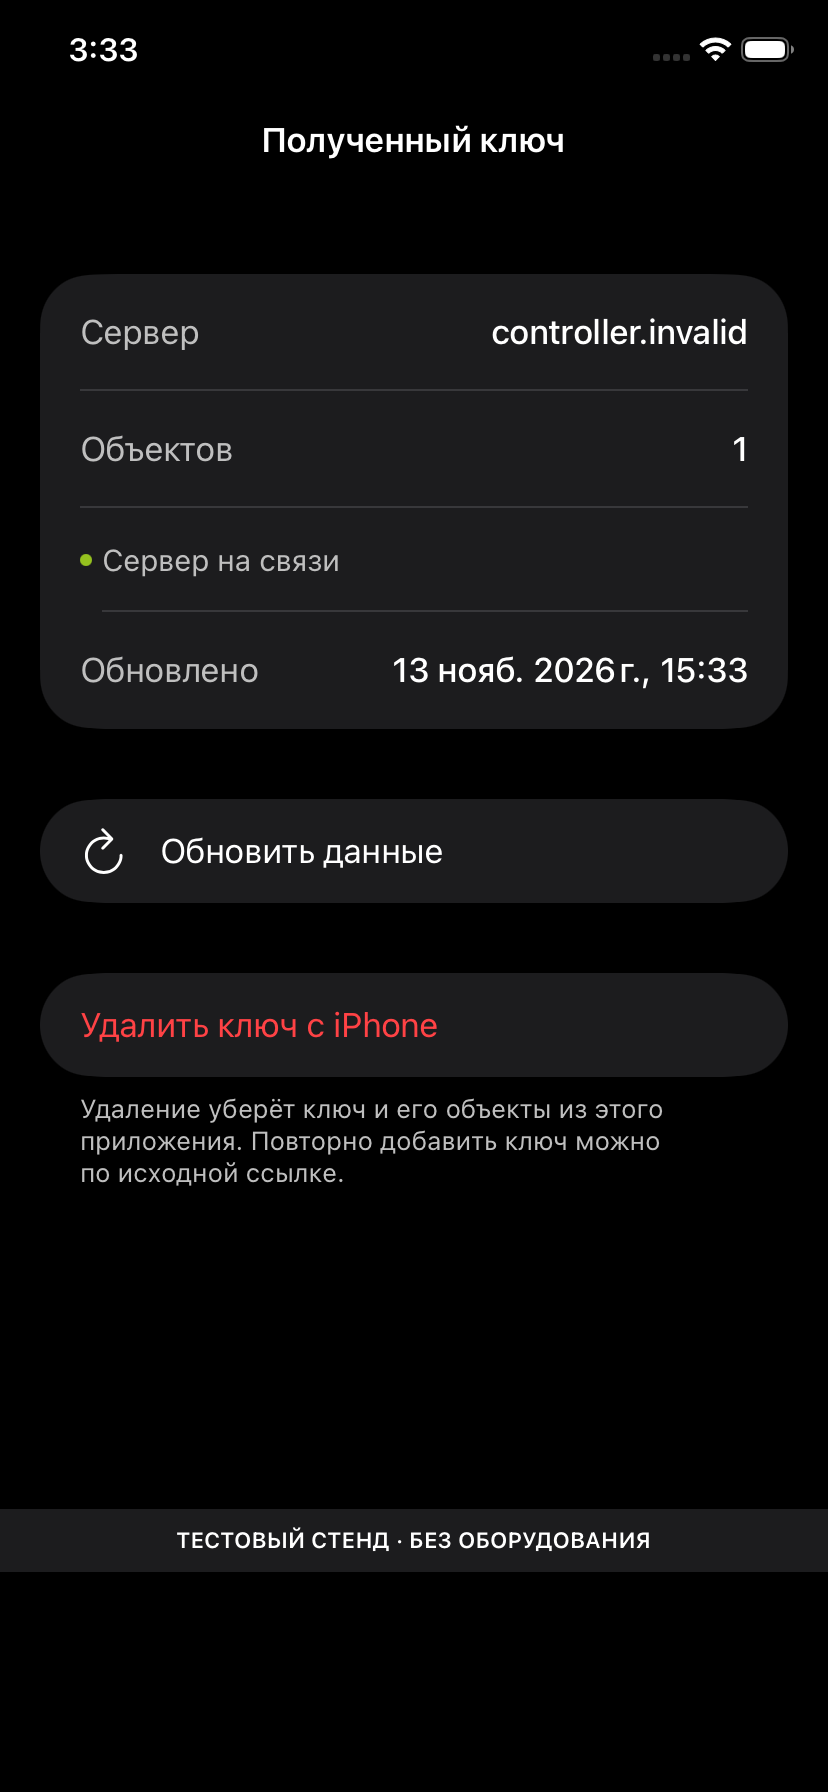 3:33
Полученный ключ
Сервер controller.invalid
Объектов 1
Сервер на связи
Обновлено 13 нояб. 2026 г., 15:33
Обновить данные
Удалить ключ с iPhone
Удаление уберёт ключ и его объекты из этого
приложения. Повторно добавить ключ можно
по исходной ссылке.
ТЕСТОВЫЙ СТЕНД · БЕЗ ОБОРУДОВАНИЯ